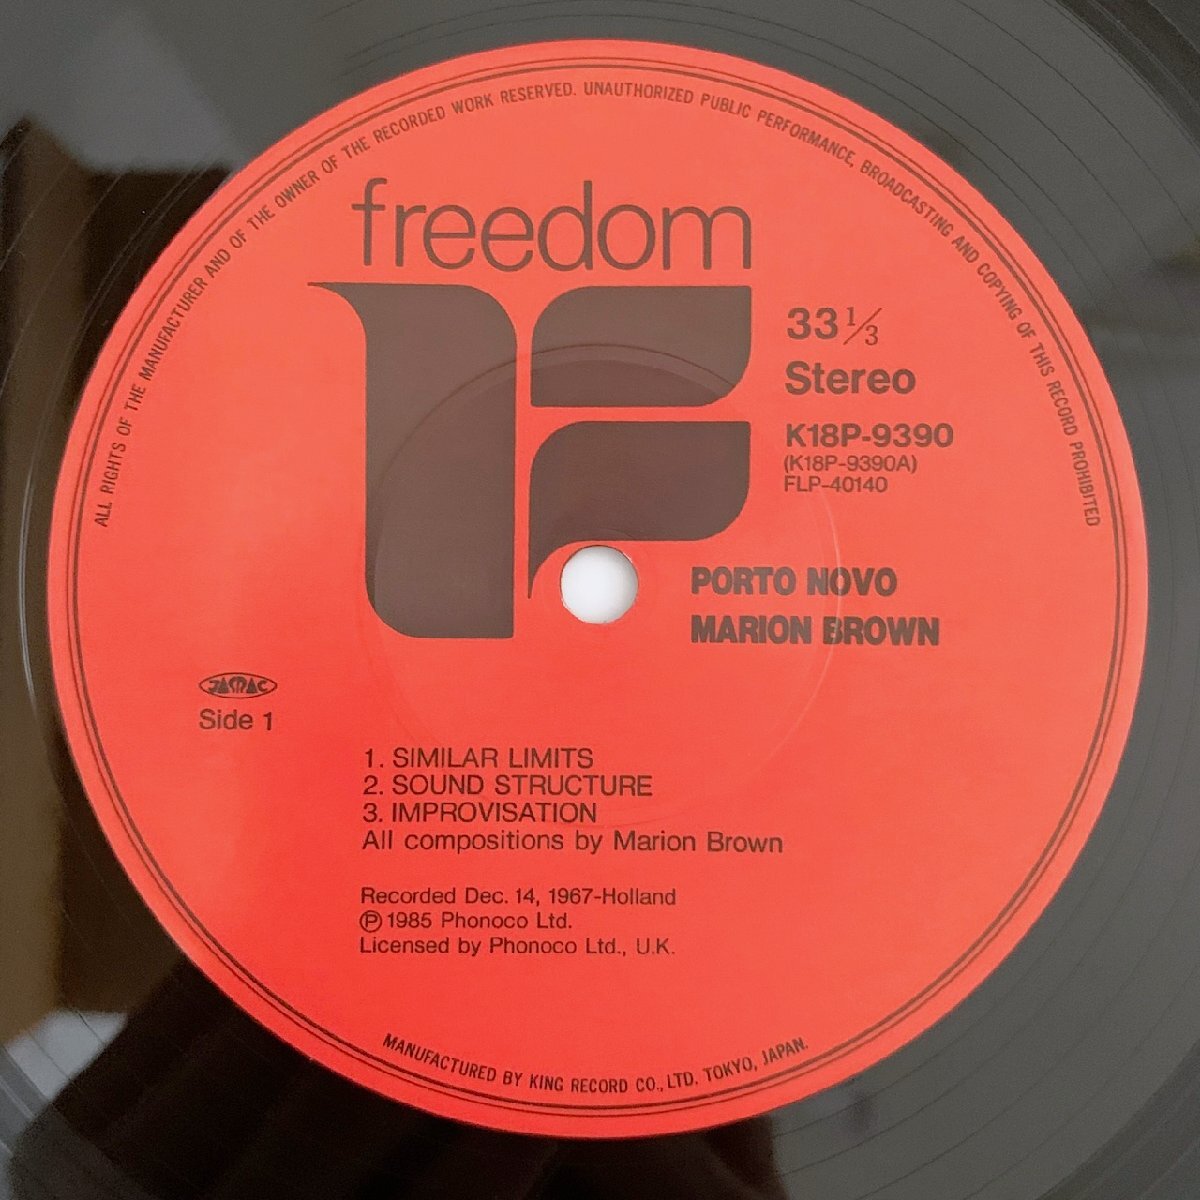 ALL RIGHTS OF THE MANUFACTURER AND OF THE OWNER OF THE RECORDED WORK RESERVED. UNAUTHORIZED PUBLIC PERFORMANCE, BROADCASTING AND COPYING OF THIS RECORD PROHIBITED
freedom
33 1/3
Stereo
K18P-9390
(K18P-9390A)
FLP-40140
PORTO NOVO
MARION BROWN
JASRAC
Side 1
1. SIMILAR LIMITS
2. SOUND STRUCTURE
3. IMPROVISATION
All compositions by Marion Brown
Recorded Dec. 14, 1967-Holland
℗ 1985 Phonoco Ltd.
Licensed by Phonoco Ltd., U.K.
MANUFACTURED BY KING RECORD CO., LTD. TOKYO, JAPAN.